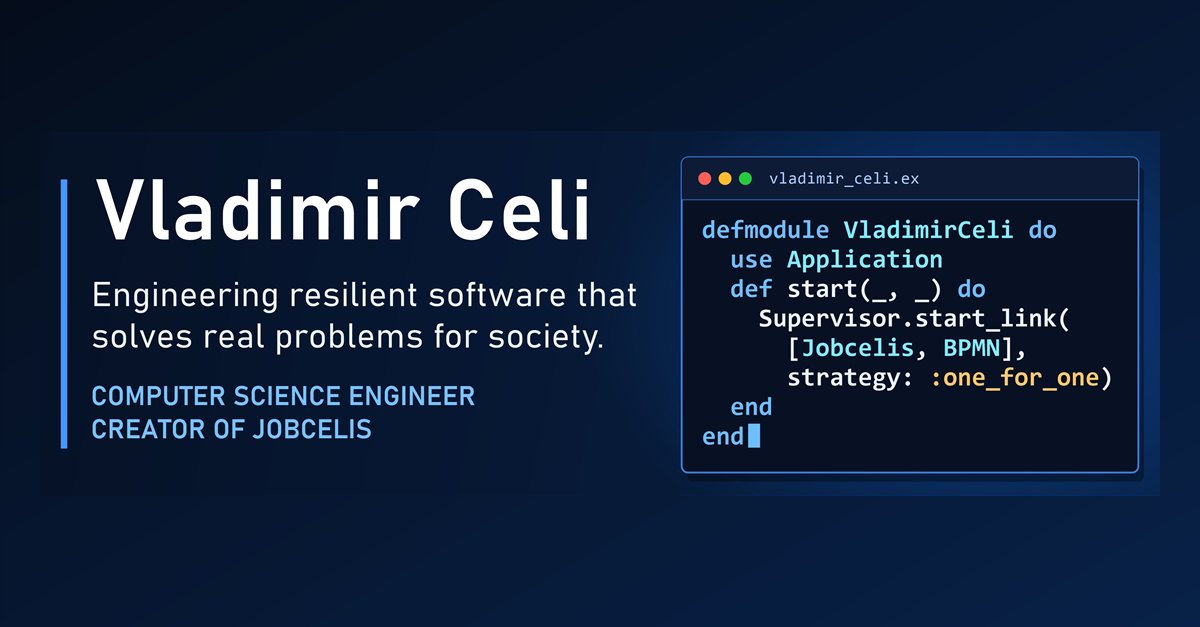 Vladimir Celi
Engineering resilient software that
solves real problems for society.
COMPUTER SCIENCE ENGINEER
CREATOR OF JOBCELIS
vladimir_celi.ex
defmodule VladimirCeli do
  use Application
  def start(_, _) do
    Supervisor.start_link(
      [Jobcelis, BPMN],
      strategy: :one_for_one)
  end
end